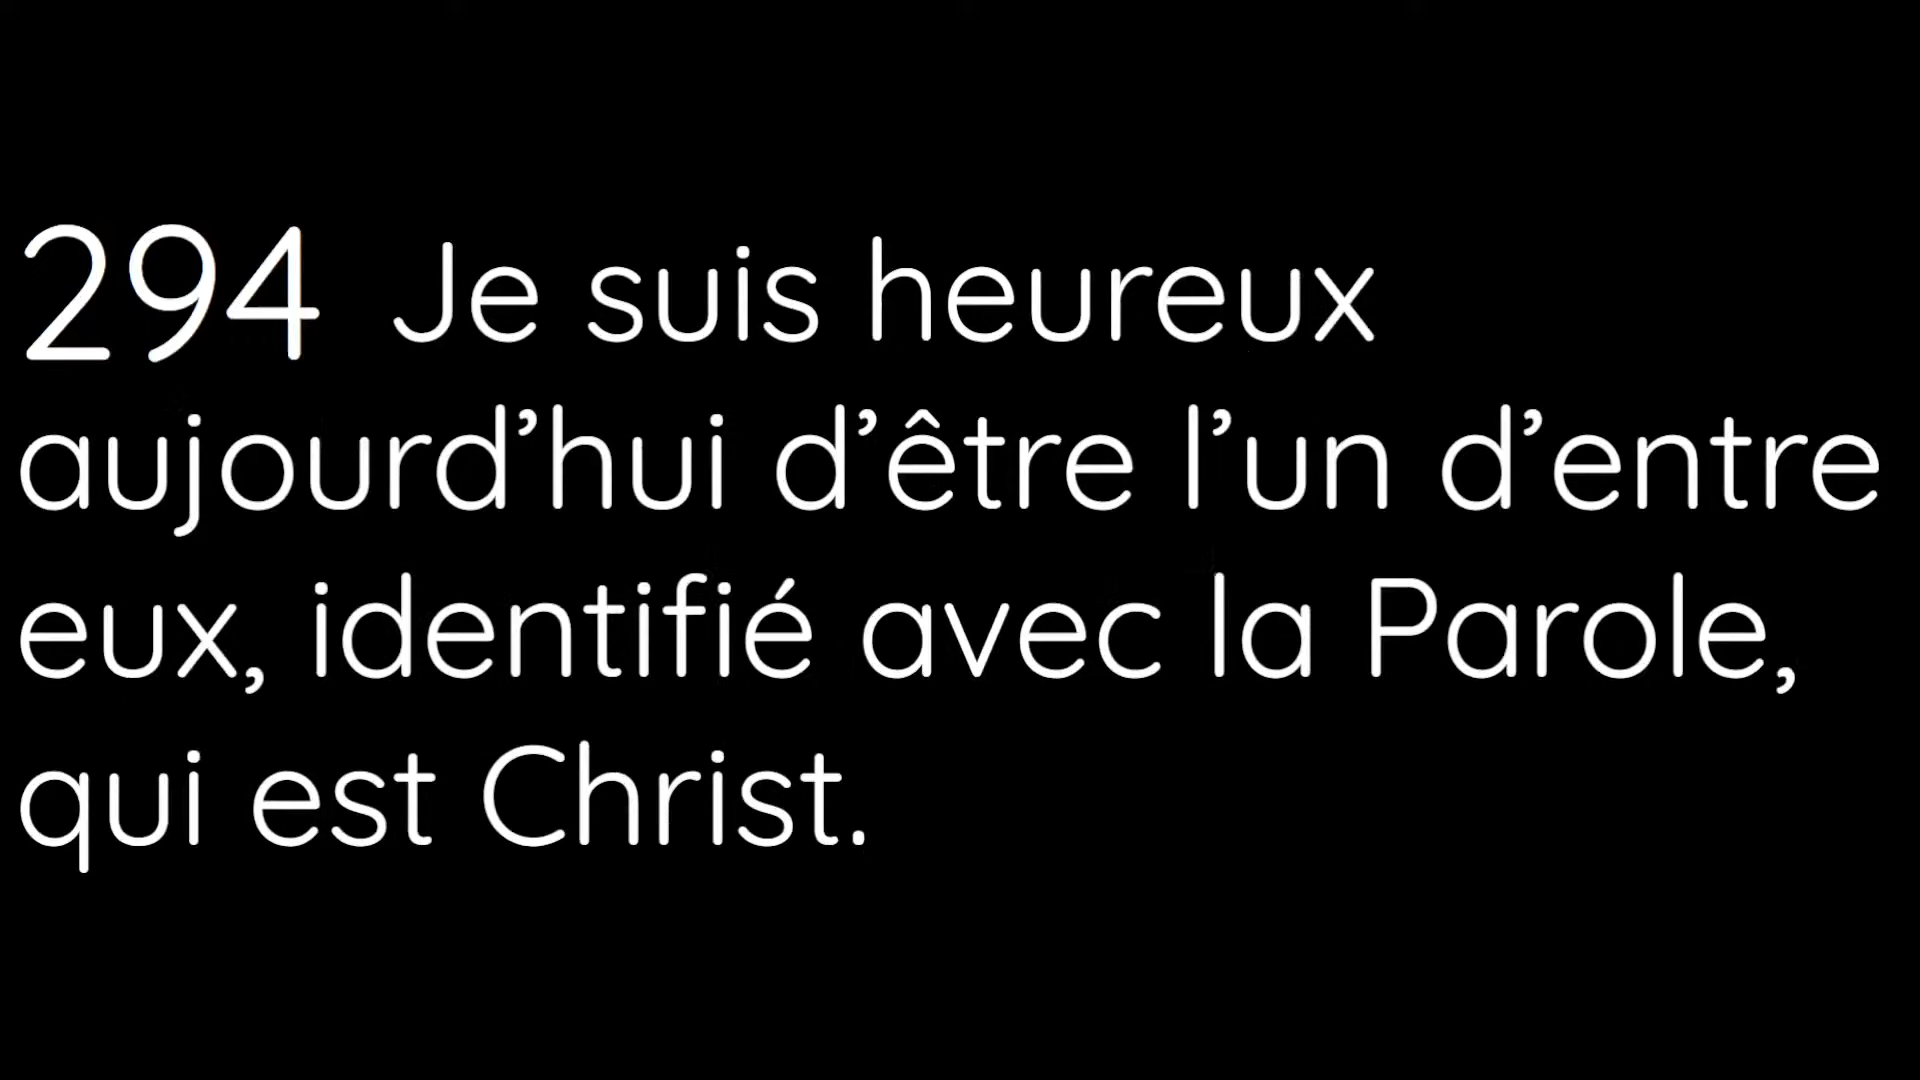 294 Je suis heureux
aujourd’hui d’être l’un d’entre
eux, identifié avec la Parole,
qui est Christ.